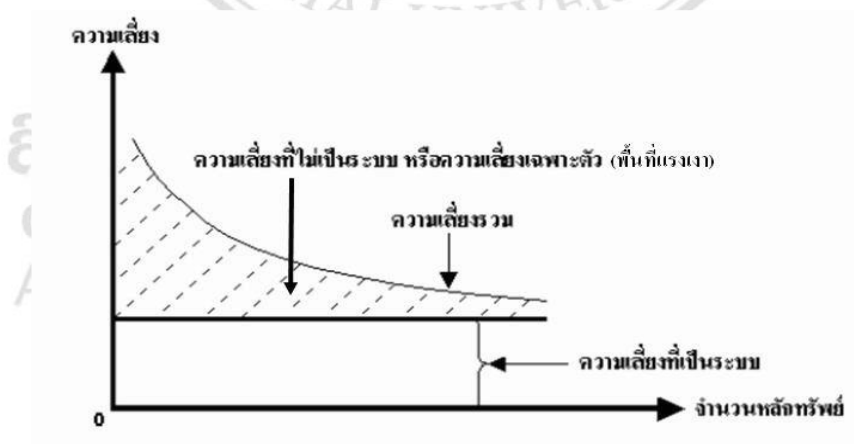 ความเสี่ยง
ความเสี่ยงที่ไม่เป็นระบบ หรือความเสี่ยงเฉพาะตัว (พื้นที่แรงเงา)
ความเสี่ยงรวม
ความเสี่ยงที่เป็นระบบ
0
จำนวนหลักทรัพย์